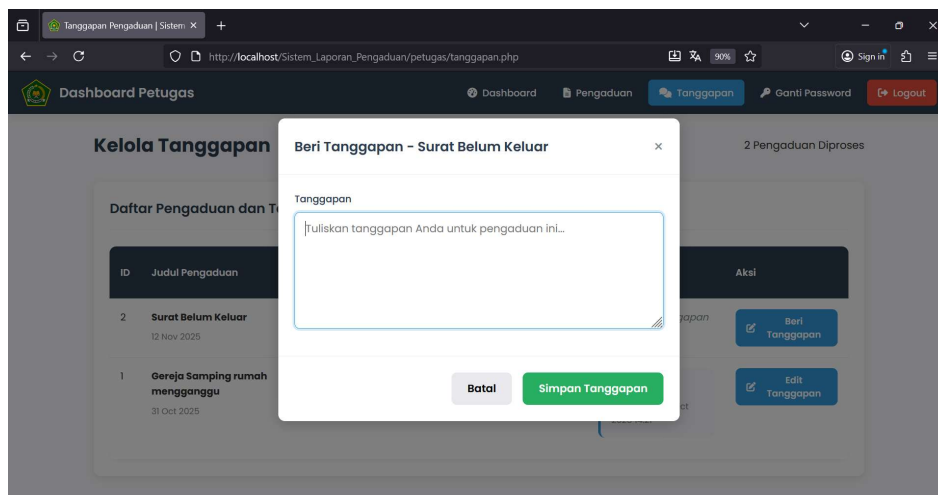 Tanggapan Pengaduan | Sistem
http://localhost/Sistem_Laporan_Pengaduan/petugas/tanggapan.php
90%
Sign in
Dashboard Petugas
Dashboard
Pengaduan
Tanggapan
Ganti Password
Logout
Kelola Tanggapan
2 Pengaduan Diproses
Beri Tanggapan - Surat Belum Keluar
Tanggapan
Tuliskan tanggapan Anda untuk pengaduan ini...
Batal
Simpan Tanggapan
Daftar Pengaduan dan
ID
Judul Pengaduan
Aksi
2
Surat Belum Keluar
12 Nov 2025
Beri
Tanggapan
1
Gereja Samping rumah
mengganggu
31 Oct 2025
Edit
Tanggapan